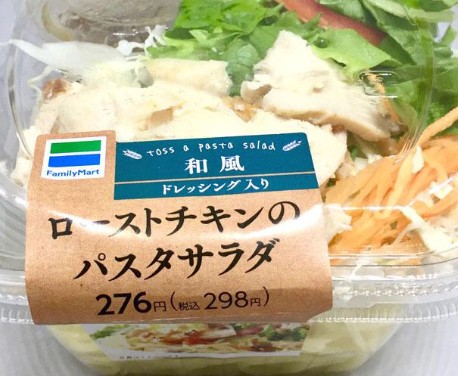 FamilyMart
toss a pasta salad
和風
ドレッシング入り
ローストチキンの
パスタサラダ
276円(税込298円)